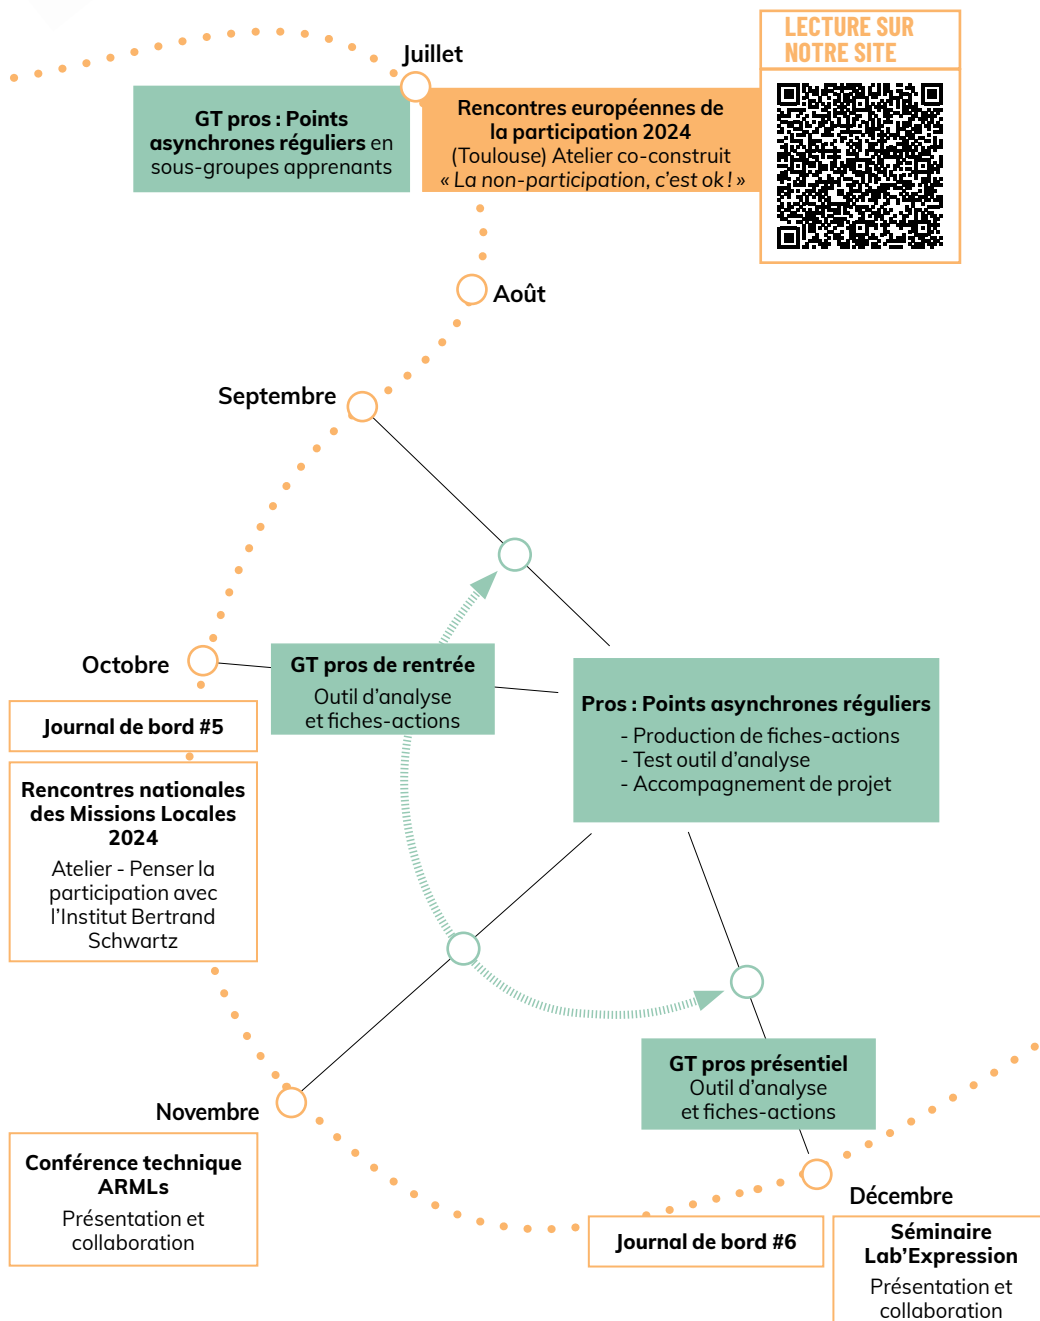 Juillet
LECTURE SUR
NOTRE SITE
GT pros : Points
asynchrones réguliers en
sous-groupes apprenants
Rencontres européennes de
la participation 2024
(Toulouse) Atelier co-construit
« La non-participation, c’est ok ! »
Août
Septembre
Octobre
GT pros de rentrée
Outil d’analyse
et fiches-actions
Pros : Points asynchrones réguliers
- Production de fiches-actions
- Test outil d’analyse
- Accompagnement de projet
Journal de bord #5
Rencontres nationales
des Missions Locales
2024
Atelier - Penser la
participation avec
l’Institut Bertrand
Schwartz
GT pros présentiel
Outil d’analyse
et fiches-actions
Novembre
Conférence technique
ARMLs
Présentation et
collaboration
Décembre
Journal de bord #6
Séminaire
Lab’Expression
Présentation et
collaboration